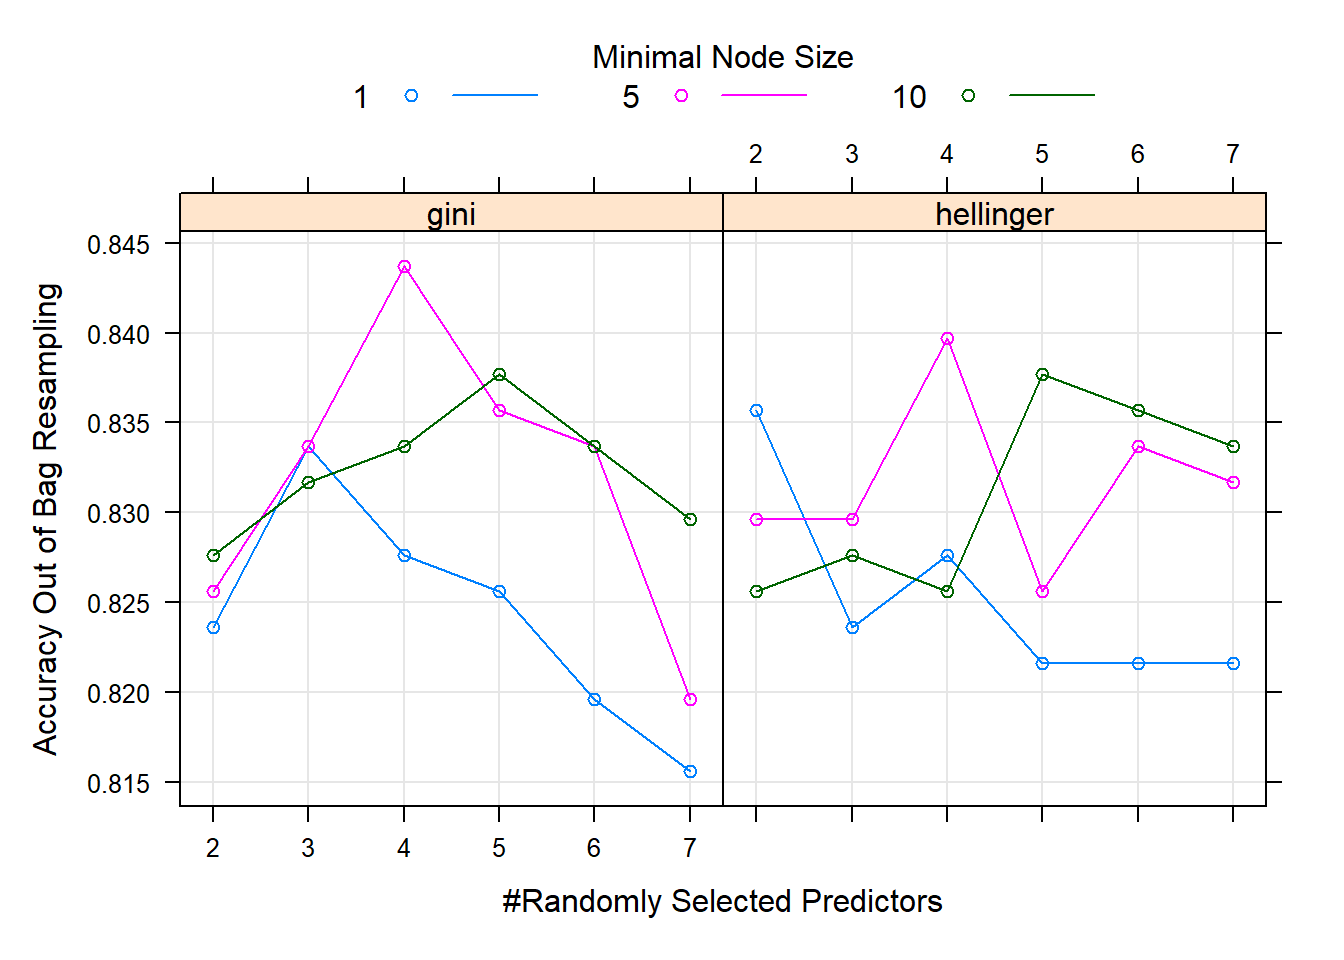 Minimal Node Size
1 5 10
2 3 4 5 6 7
gini hellinger
0.845
0.840
0.835
0.830
0.825
0.820
0.815
Accuracy Out of Bag Resampling
2 3 4 5 6 7
#Randomly Selected Predictors